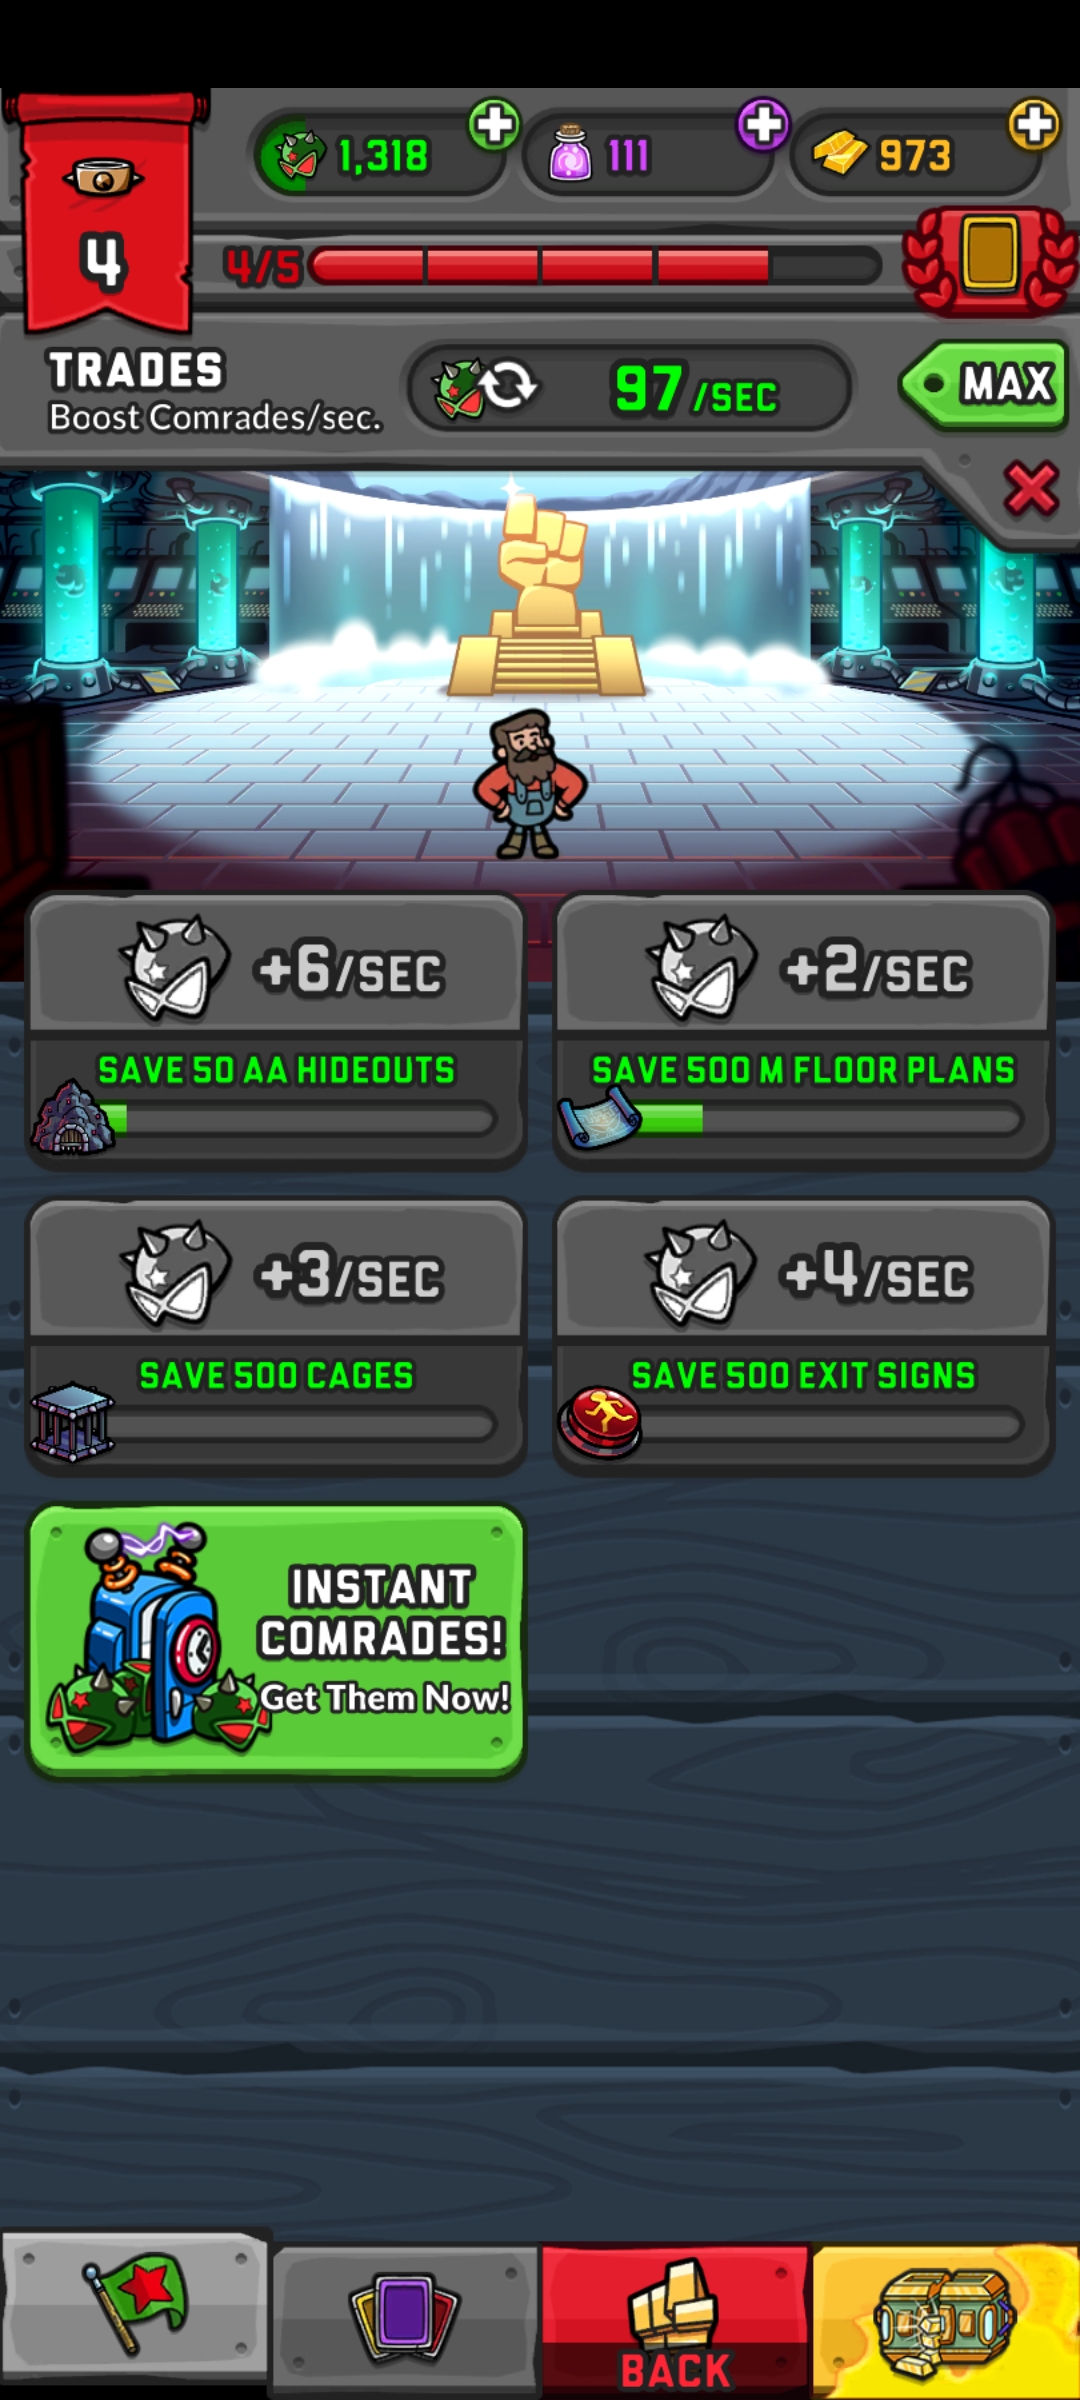 1,318
111
973
4
4/5
TRADES
Boost Comrades/sec.
97/SEC
MAX
+6/SEC
+2/SEC
SAVE 50 AA HIDEOUTS
SAVE 500 M FLOOR PLANS
+3/SEC
+4/SEC
SAVE 500 CAGES
SAVE 500 EXIT SIGNS
INSTANT
COMRADES!
Get Them Now!
BACK